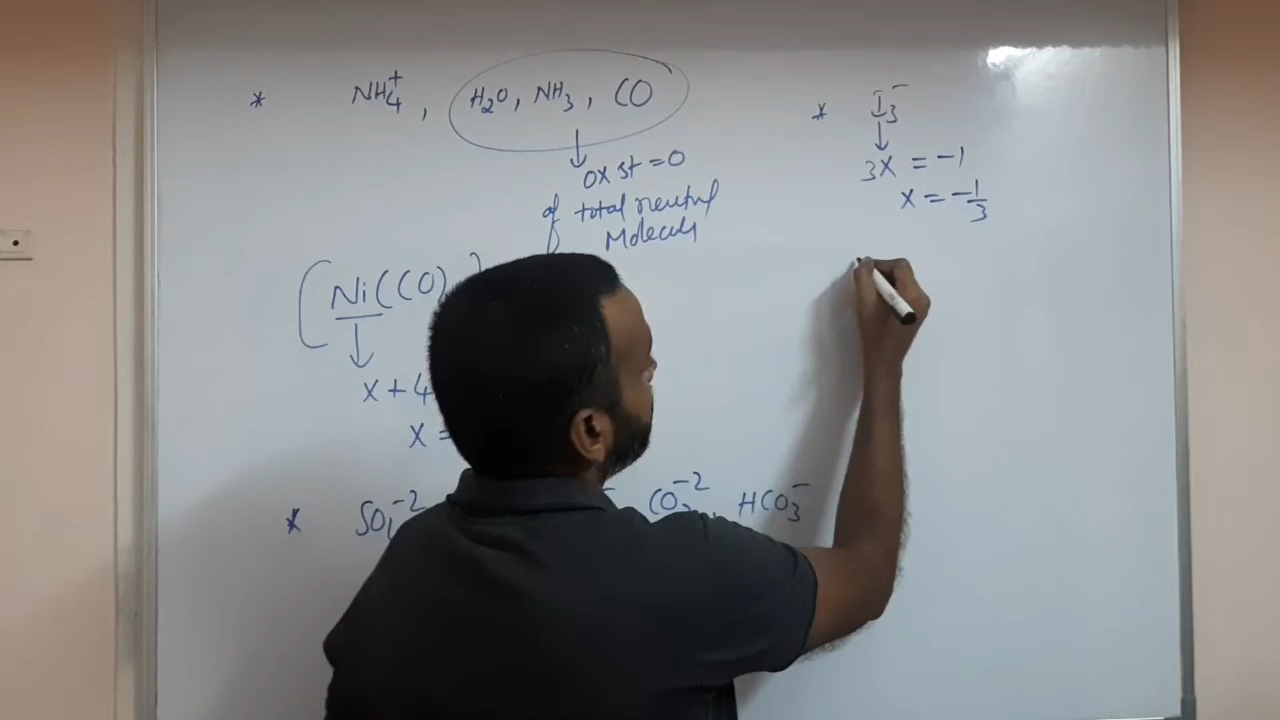 * NH₄⁺, H₂O, NH₃, CO
↓
OX st = 0
of total neutral
Molecule
[Ni(CO)
↓
x + 4
x =
* SO₄⁻² CO₃⁻², HCO₃⁻
* I₃⁻
↓
3X = -1
x = -1/3